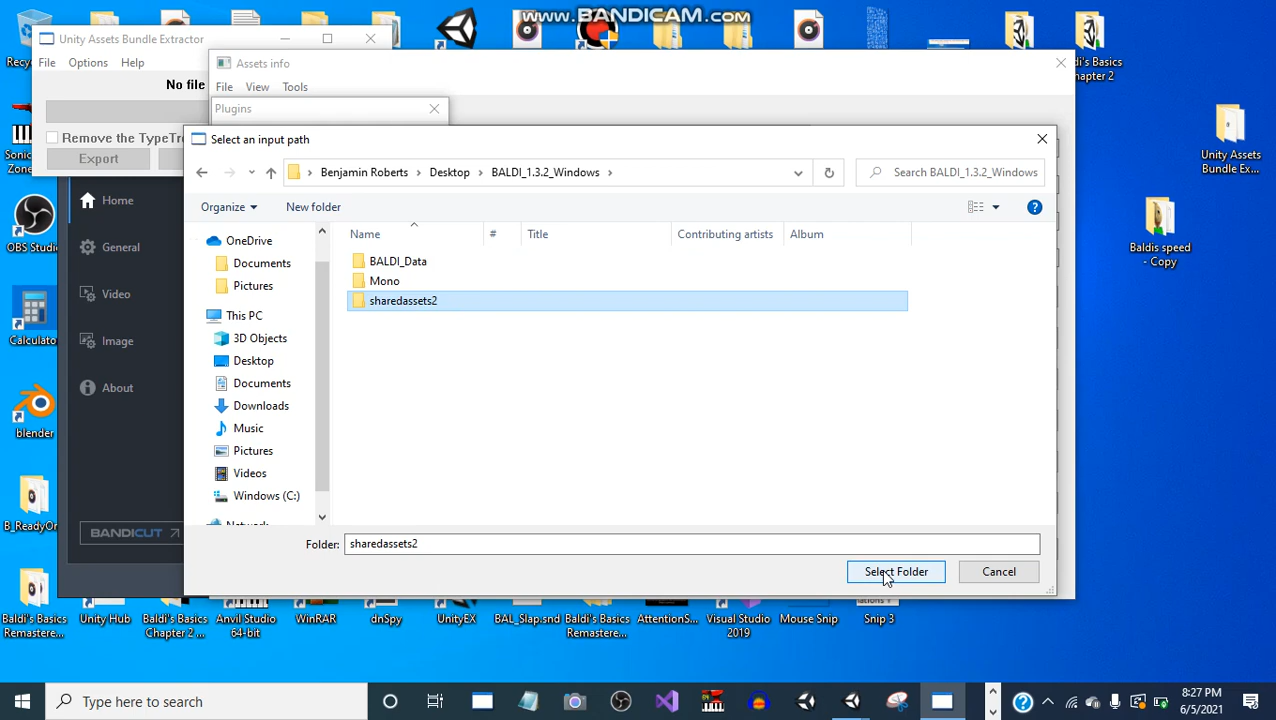 www.BANDICAM.com
Unity Assets Bundle Extractor
File Options Help
No file
Remove the TypeTre
Export
Assets info
File View Tools
Plugins
Select an input path
Benjamin Roberts > Desktop > BALDI_1.3.2_Windows >
Search BALDI_1.3.2_Windows
Organize
New folder
Name
#
Title
Contributing artists
Album
OneDrive
Documents
Pictures
This PC
3D Objects
Desktop
Documents
Downloads
Music
Pictures
Videos
Windows (C:)
BALDI_Data
Mono
sharedassets2
Folder: sharedassets2
Select Folder
Cancel
Home
General
Video
Image
About
BANDICUT
Recy
Sonic
Zone
OBS Studio
Calculator
blender
B_ReadyOr
Baldi's Basics
Remastere...
Unity Hub
Baldi's Basics
Chapter 2 ...
Anvil Studio
64-bit
WinRAR
dnSpy
UnityEX
BAL_Slap.snd
Baldi's Basics
Remastere...
AttentionS...
Visual Studio
2019
Mouse Snip
Snip 3
di's Basics
hapter 2
Unity Assets
Bundle Ex...
Baldis speed
- Copy
Type here to search
8:27 PM
6/5/2021